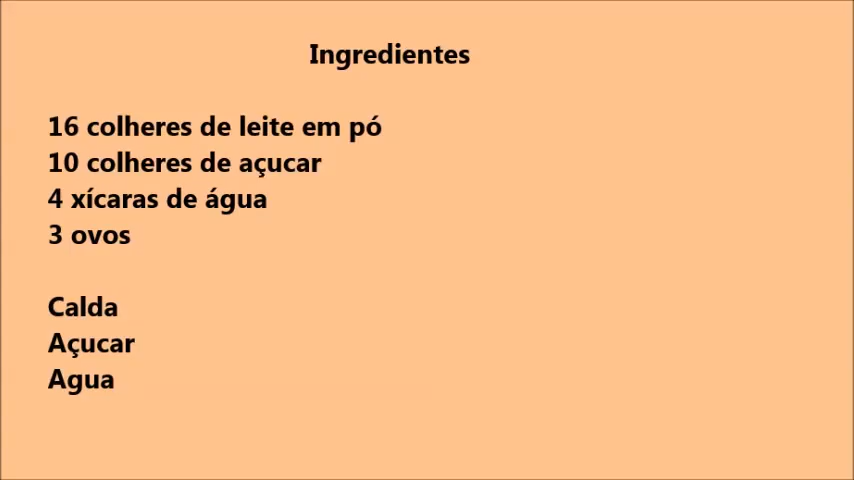 Ingredientes
16 colheres de leite em pó
10 colheres de açucar
4 xícaras de água
3 ovos
Calda
Açucar
Agua